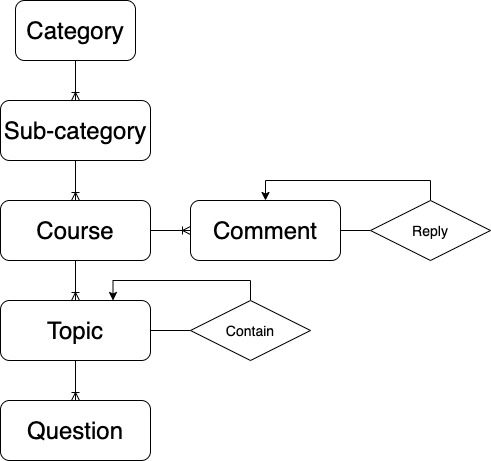 Category
Sub-category
Course
Comment
Reply
Topic
Contain
Question